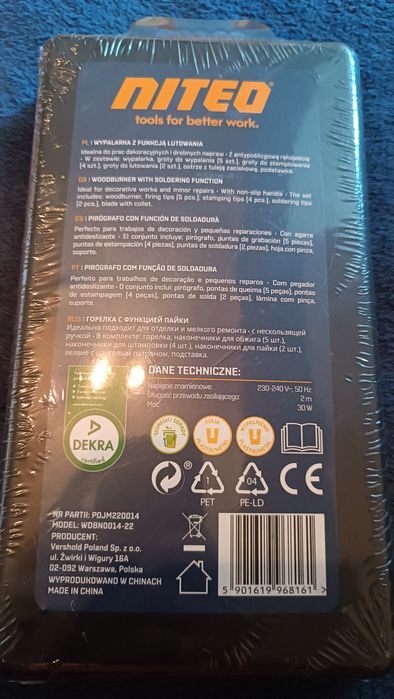 NITEO
tools for better work.
PL | WYPALARKA Z FUNKCJĄ LUTOWANIA
Idealna do prac dekoracyjnych i drobnych napraw • Z antypoślizgową rękojeścią
• W zestawie: wypalarka, groty do wypalania (5 szt.), groty do stemplowania
(4 szt.), groty do lutowania (2 szt.), ostrze z tuleją zaciskową, podstawka.
GB | WOODBURNER WITH SOLDERING FUNCTION
Ideal for decorative works and minor repairs • With non-slip handle • The set
includes: woodburner, firing tips (5 pcs.), stamping tips (4 pcs.), soldering tips
(2 pcs.), blade with collet.
ES | PIRÓGRAFO CON FUNCIÓN DE SOLDADURA
Perfecto para trabajos de decoración y pequeñas reparaciones • Con agarre
antideslizante • El conjunto incluye: pirógrafo, puntas de grabación (5 piezas),
puntas de estampación (4 piezas), puntas de soldadura (2 piezas), hoja con pinza,
soporte.
PT | PIRÓGRAFO COM FUNÇÃO DE SOLDADURA
Perfeito para trabalhos de decoração e pequenos reparos • Com pegador
antideslizante • O conjunto inclui: pirógrafo, pontas de queima (5 peças), pontas
de estampagem (4 peças), pontas de solda (2 peças), lâmina com pinça,
suporte.
RUS | ГОРЕЛКА С ФУНКЦИЕЙ ПАЙКИ
Идеально подходит для отделки и мелкого ремонта • с нескользящей
ручкой • В комплекте: горелка, наконечники для обжига (5 шт.),
наконечники для штамповки (4 шт.), наконечники для пайки (2 шт.),
лезвие с цанговым патроном, подставка.
DANE TECHNICZNE:
Napięcie znamionowe: 230-240 V~, 50 Hz
Długość przewodu zasilającego: 2 m
Moc: 30 W
DEKRA
certified
1
PET
04
PE-LD
CE
NR PARTII: POJM220014
MODEL: WDBN0014-22
PRODUCENT:
Vershold Poland Sp. z o.o.
ul. Żwirki i Wigury 16A
02-092 Warszawa, Polska
WYPRODUKOWANO W CHINACH
MADE IN CHINA
5 901619 968161 >